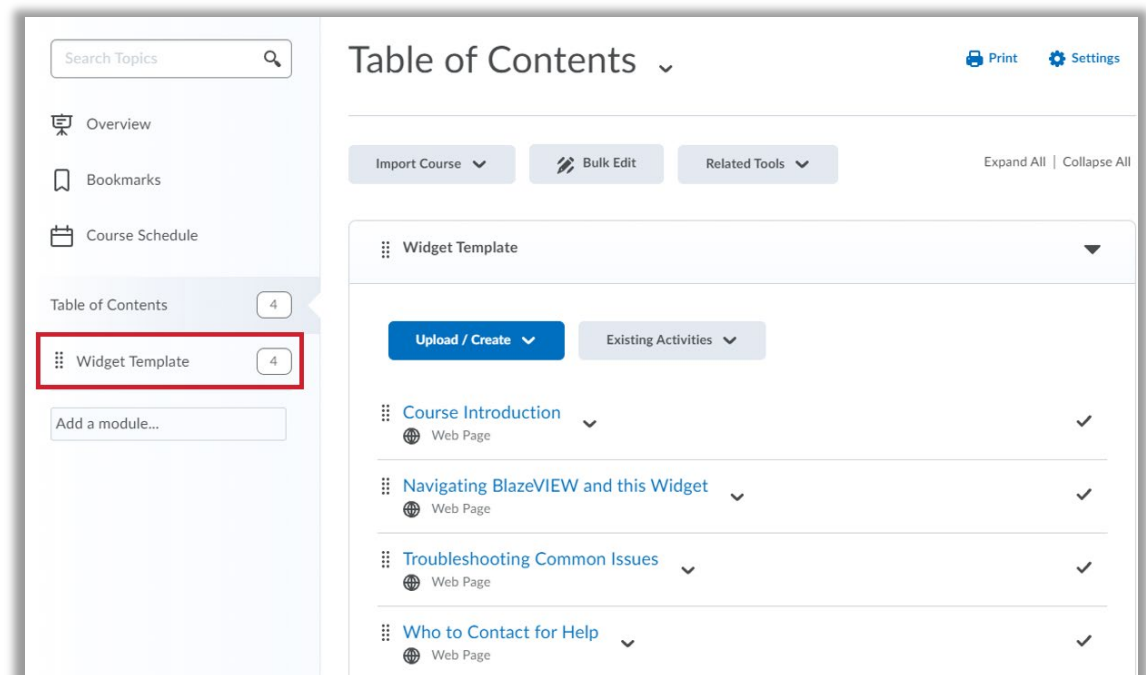 Search Topics
Overview
Bookmarks
Course Schedule
Table of Contents 4
Widget Template 4
Add a module...
Table of Contents
Print Settings
Import Course Bulk Edit Related Tools Expand All | Collapse All
Widget Template
Upload / Create Existing Activities
Course Introduction
Web Page
Navigating BlazeVIEW and this Widget
Web Page
Troubleshooting Common Issues
Web Page
Who to Contact for Help
Web Page